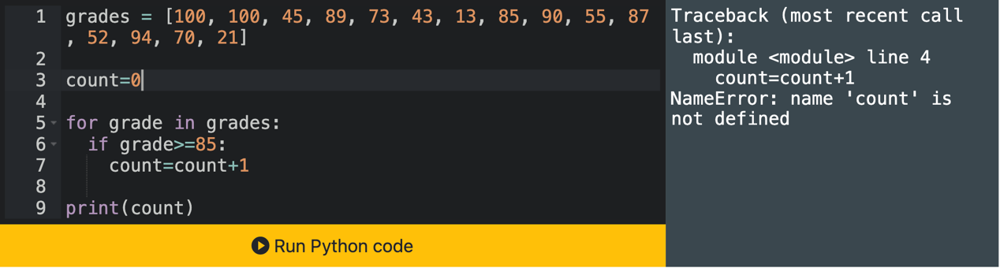 1 grades = [100, 100, 45, 89, 73, 43, 13, 85, 90, 55, 87
, 52, 94, 70, 21]
2
3 count=0
4
5 for grade in grades:
6   if grade>=85:
7     count=count+1
8
9 print(count)
Run Python code
Traceback (most recent call
last):
  module <module> line 4
    count=count+1
NameError: name 'count' is
not defined